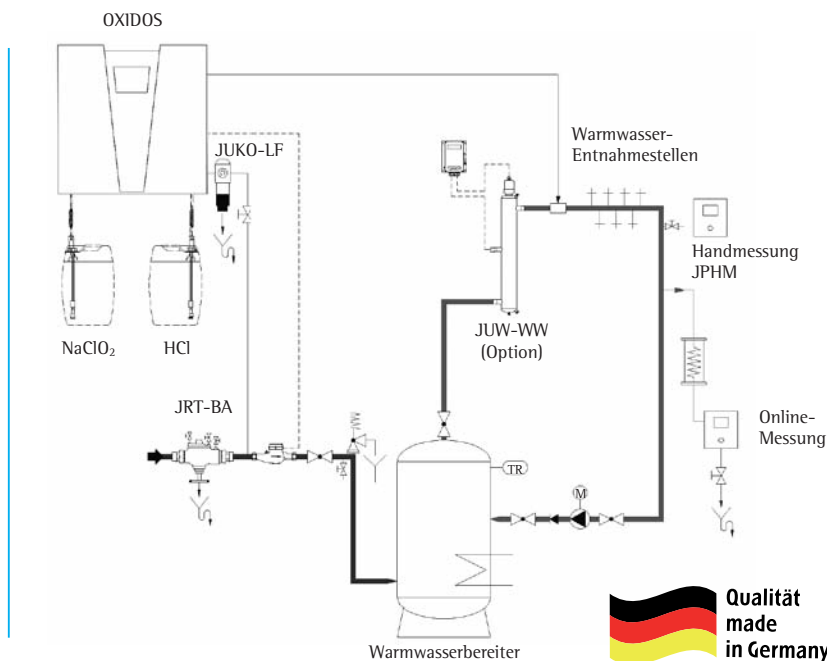 OXIDOS
JUKO-LF
Warmwasser-
Entnahmestellen
Handmessung
JPHM
NaClO₂
HCl
JUW-WW
(Option)
JRT-BA
Online-
Messung
TR
M
Warmwasserbereiter
Qualität
made
in Germany